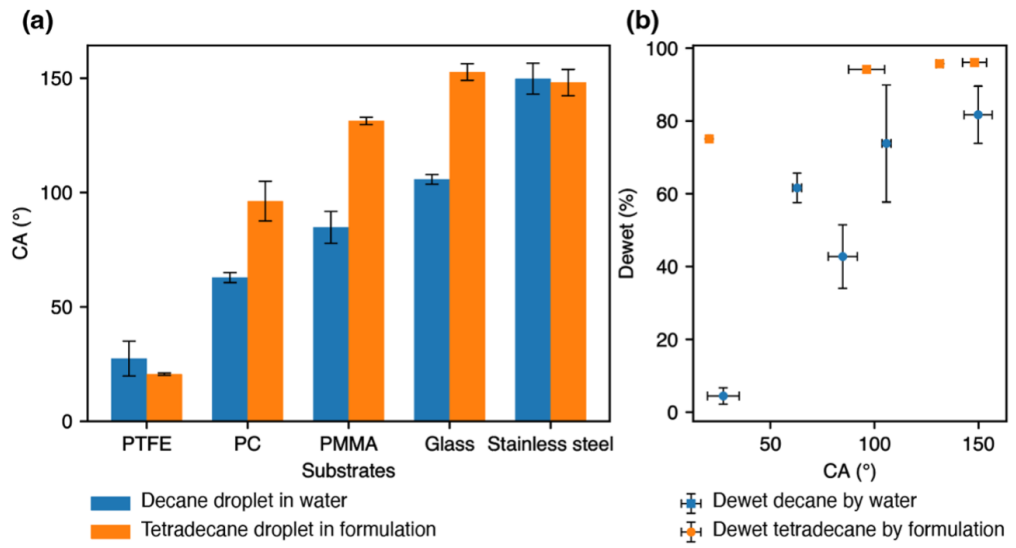 (a)
150
100
50
0
CA (°)
PTFE PC PMMA Glass Stainless steel
Substrates
Decane droplet in water
Tetradecane droplet in formulation
(b)
100
80
60
40
20
0
Dewet (%)
50 100 150
CA (°)
Dewet decane by water
Dewet tetradecane by formulation